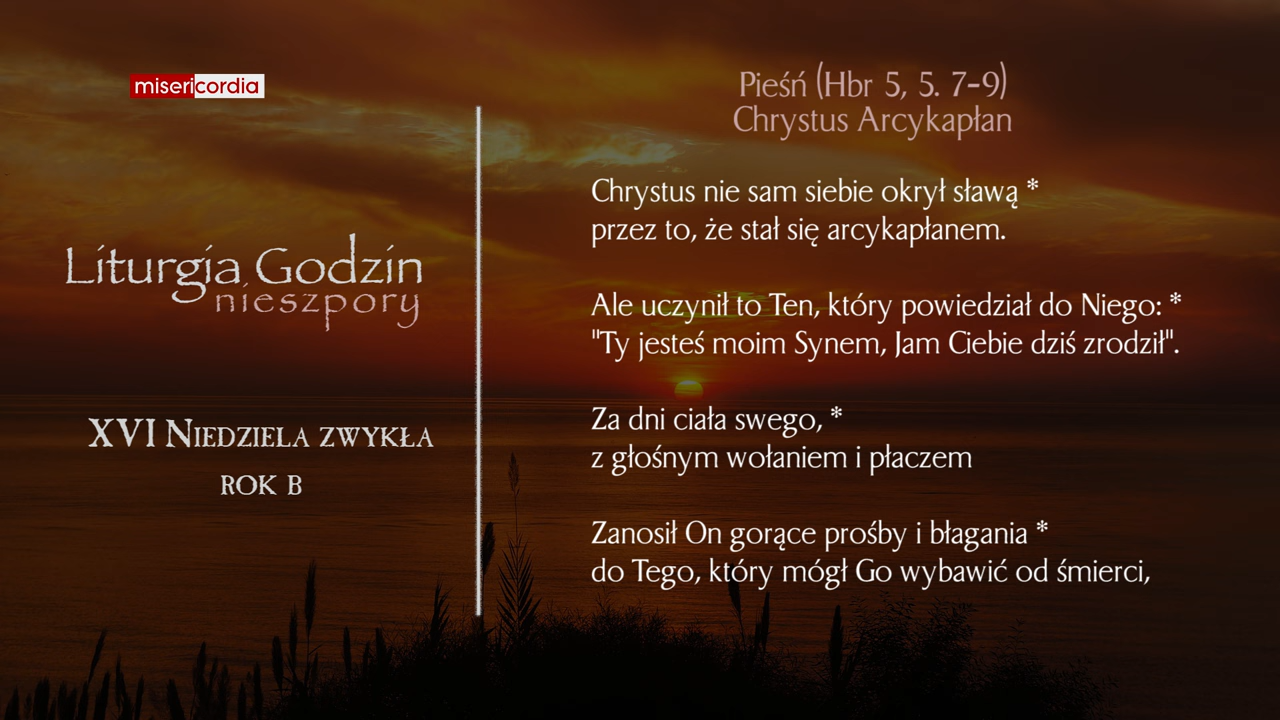 misericordia
Liturgia Godzin
nieszpory
XVI Niedziela zwykła
rok B
Pieśń (Hbr 5, 5. 7-9)
Chrystus Arcykapłan
Chrystus nie sam siebie okrył sławą *
przez to, że stał się arcykapłanem.
Ale uczynił to Ten, który powiedział do Niego: *
"Ty jesteś moim Synem, Jam Ciebie dziś zrodził".
Za dni ciała swego, *
z głośnym wołaniem i płaczem
Zanosił On gorące prośby i błagania *
do Tego, który mógł Go wybawić od śmierci,